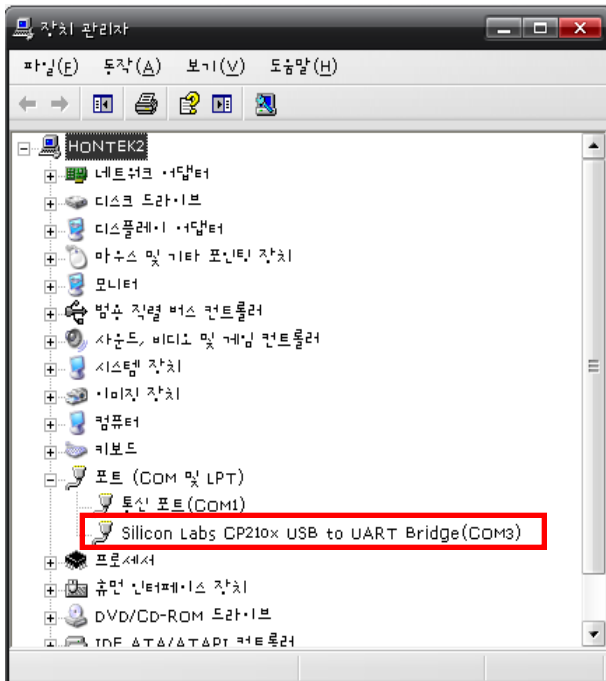 장치 관리자
파일(F) 동작(A) 보기(V) 도움말(H)
HONTEK2
네트워크 어댑터
디스크 드라이브
디스플레이 어댑터
마우스 및 기타 포인팅 장치
모니터
범용 직렬 버스 컨트롤러
사운드, 비디오 및 게임 컨트롤러
시스템 장치
이미징 장치
컴퓨터
키보드
포트 (COM 및 LPT)
통신 포트(COM1)
Silicon Labs CP210x USB to UART Bridge(COM3)
프로세서
휴먼 인터페이스 장치
DVD/CD-ROM 드라이브
IDE ATA/ATAPI 컨트롤러